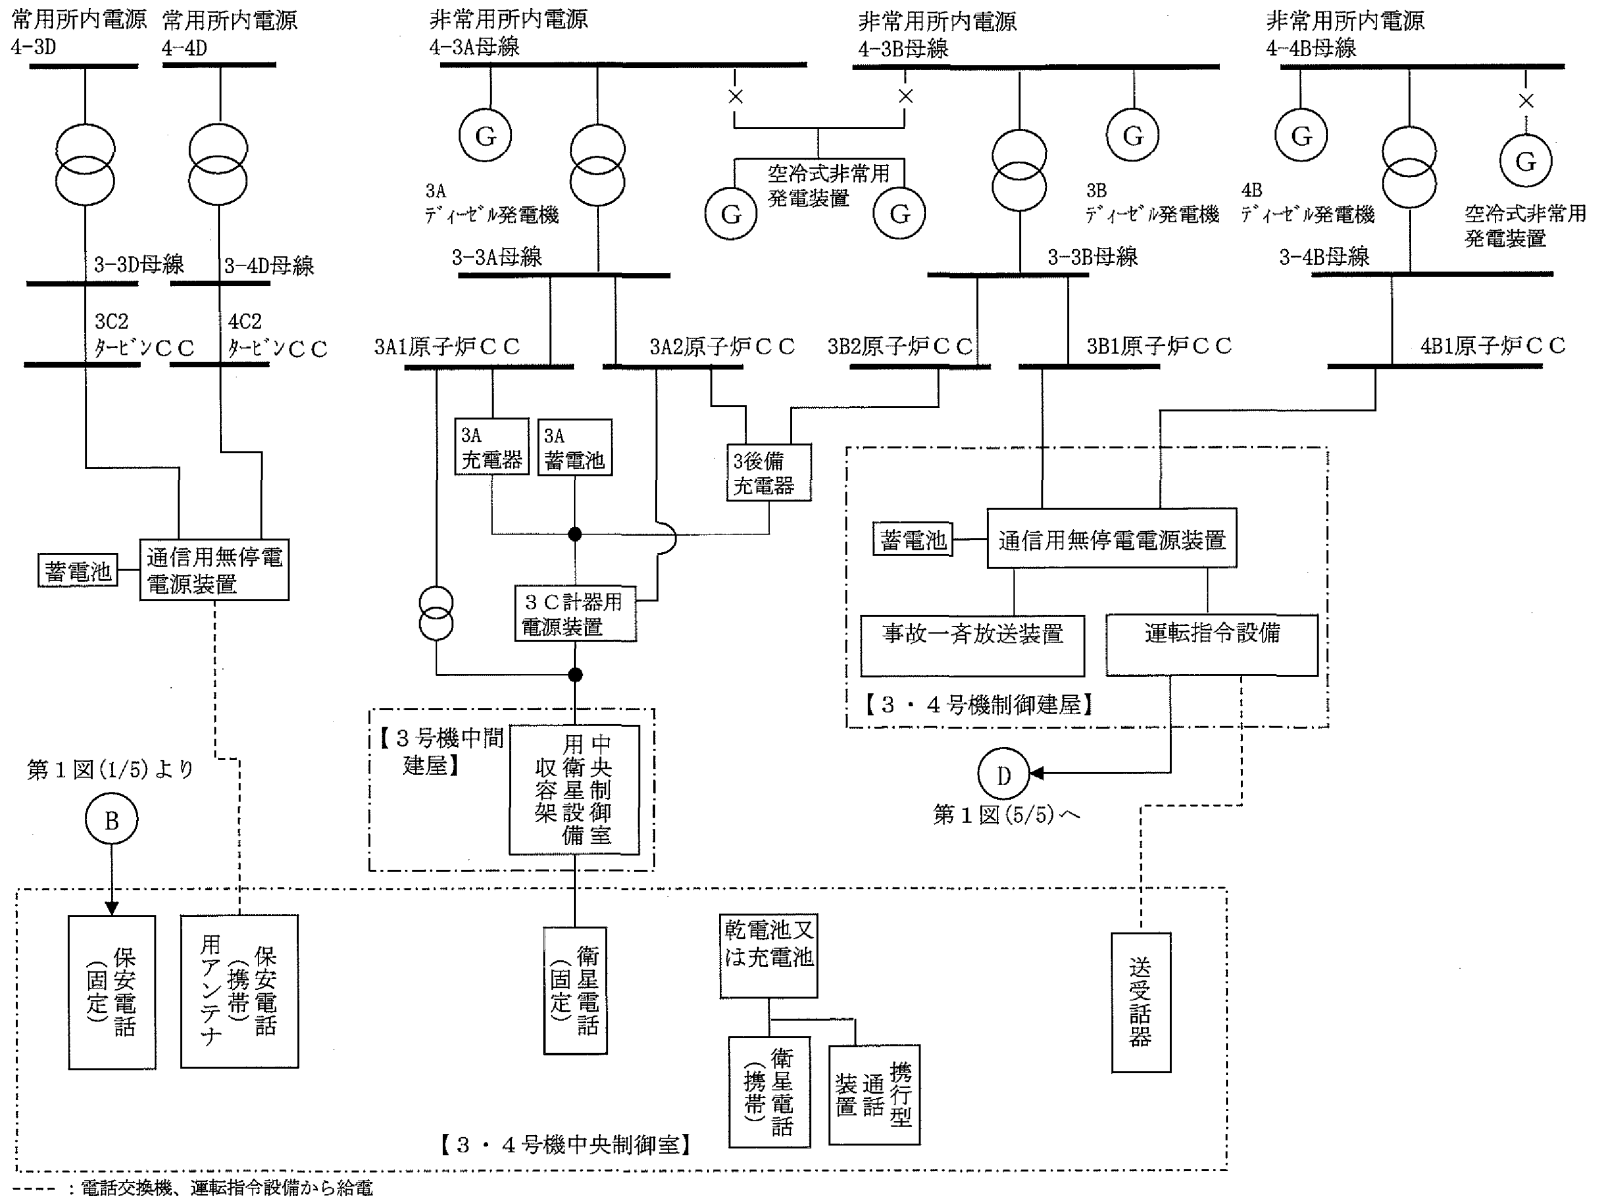 常用所内電源
4-3D
常用所内電源
4-4D
非常用所内電源
4-3A母線
非常用所内電源
4-3B母線
非常用所内電源
4-4B母線
G
3A
ディーゼル発電機
G
空冷式非常用
発電装置
G
G
3B
ディーゼル発電機
G
4B
ディーゼル発電機
G
空冷式非常用
発電装置
3-3D母線
3-4D母線
3-3A母線
3-3B母線
3-4B母線
3C2
タービンCC
4C2
タービンCC
3A1原子炉CC
3A2原子炉CC
3B2原子炉CC
3B1原子炉CC
4B1原子炉CC
3A
充電器
3A
蓄電池
3後備
充電器
蓄電池
通信用無停電
電源装置
3C計器用
電源装置
蓄電池
通信用無停電電源装置
事故一斉放送装置
運転指令設備
【3・4号機制御建屋】
【3号機中間
建屋】
中央制御室
用衛星設備
収容架
第1図(1/5)より
B
D
第1図(5/5)へ
保安電話
(固定)
保安電話
(携帯)
用アンテナ
衛星電話
(固定)
乾電池又
は充電池
衛星電話
(携帯)
携行型
通話
装置
送受話器
【3・4号機中央制御室】
---- : 電話交換機、運転指令設備から給電